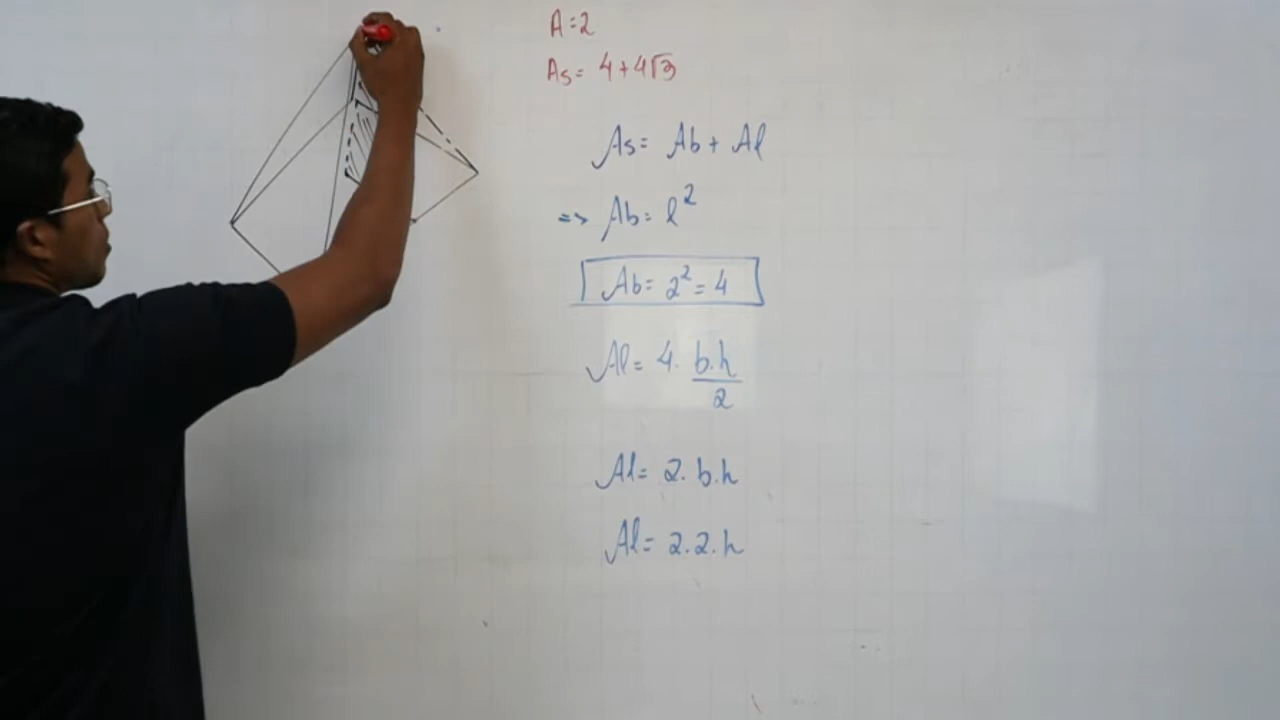 A=2
As= 4+4√3
As= Ab+ Al
=> Ab= l²
Ab= 2²=4
Al= 4. b.h/2
Al= 2.b.h
Al= 2.2.h